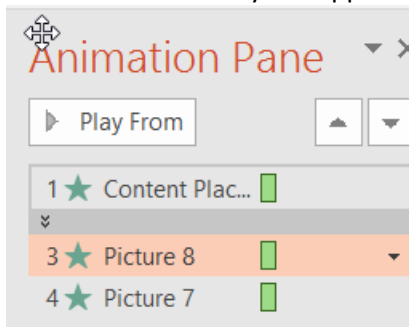 Animation Pane
Play From
1 Content Plac...
3 Picture 8
4 Picture 7